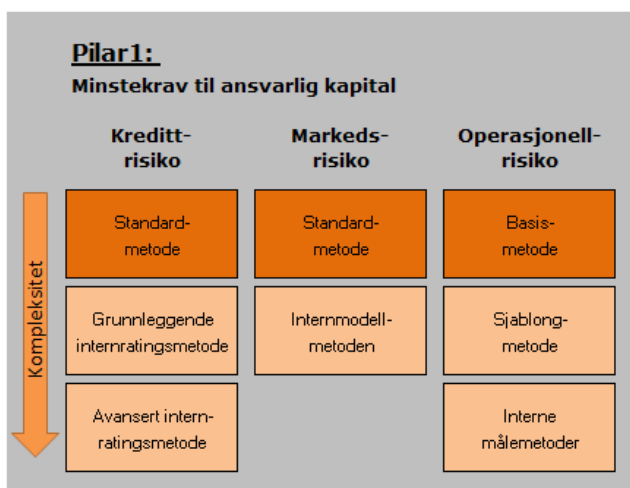 Pilar1:
Minstekrav til ansvarlig kapital
Kreditt-
risiko
Markeds-
risiko
Operasjonell-
risiko
Kompleksitet
Standard-
metode
Standard-
metode
Basis-
metode
Grunnleggende
internratingsmetode
Internmodell-
metoden
Sjablong-
metode
Avansert intern-
ratingsmetode
Interne
målemetoder